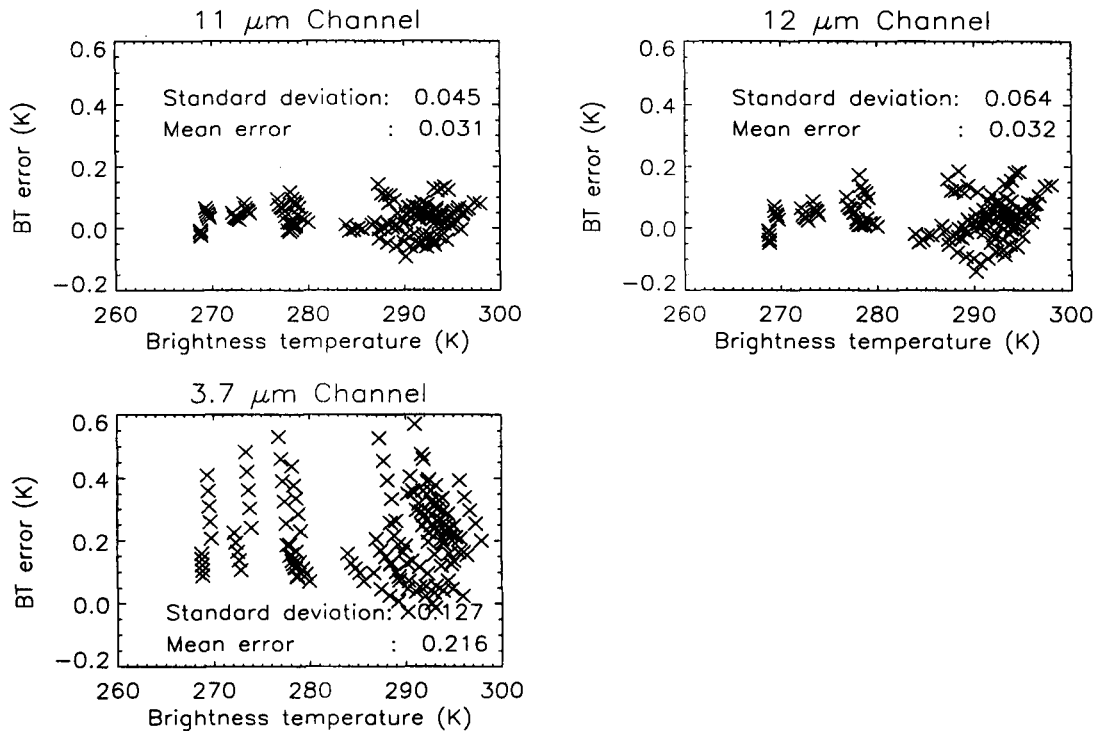 11 μm Channel
0.6
0.4
0.2
0.0
−0.2
BT error (K)
Standard deviation: 0.045
Mean error : 0.031
260 270 280 290 300
Brightness temperature (K)
12 μm Channel
0.6
0.4
0.2
0.0
−0.2
BT error (K)
Standard deviation: 0.064
Mean error : 0.032
260 270 280 290 300
Brightness temperature (K)
3.7 μm Channel
0.6
0.4
0.2
0.0
−0.2
BT error (K)
Standard deviation: 0.127
Mean error : 0.216
260 270 280 290 300
Brightness temperature (K)